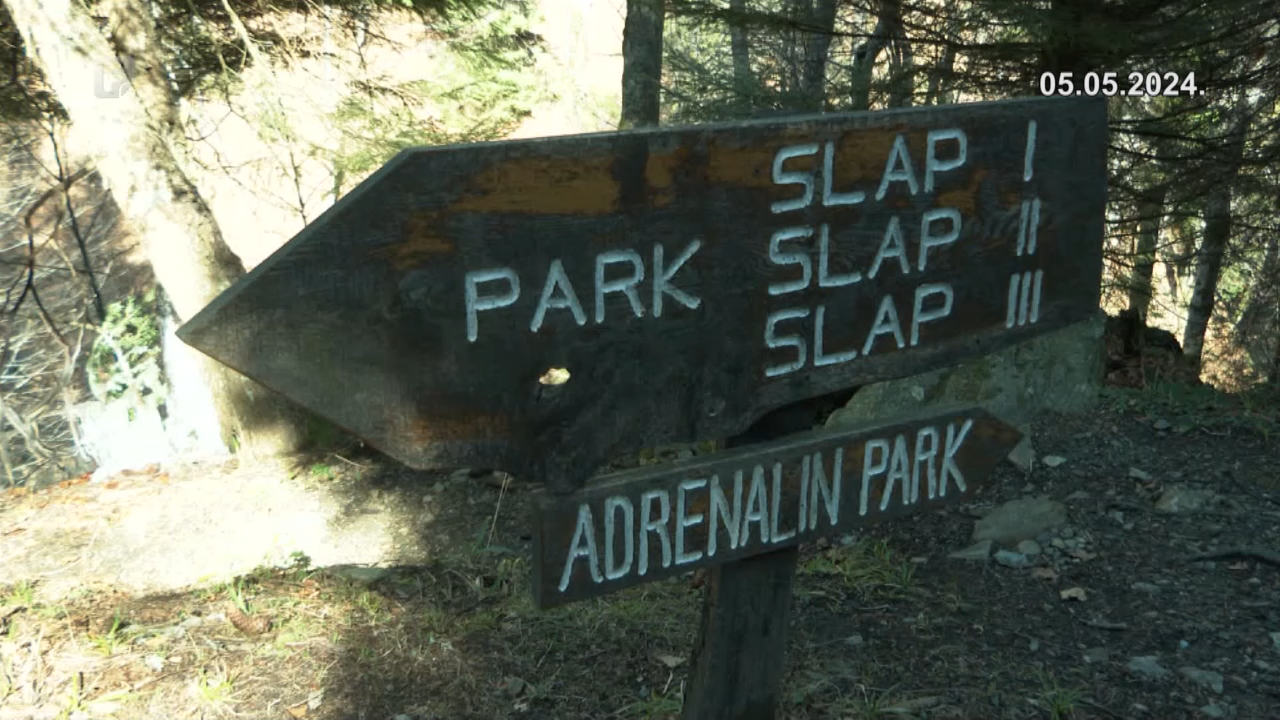 05.05.2024.
SLAP I
PARK SLAP II
SLAP III
ADRENALIN PARK